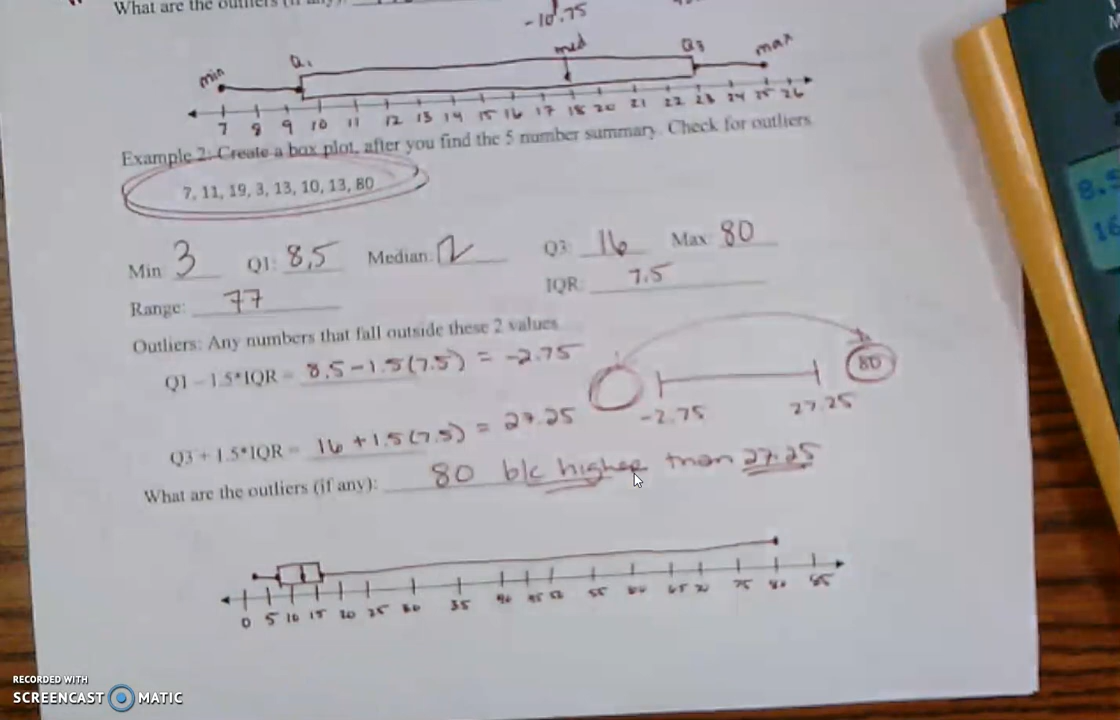 What are the outliers (if any):
-10.75
min Q1 med Q3 max
7 8 9 10 11 12 13 14 15 16 17 18 20 21 22 23 24 25 26
Example 2: Create a box plot, after you find the 5 number summary. Check for outliers.
7, 11, 19, 3, 13, 10, 13, 80
Min 3 Q1: 8.5 Median: 12 Q3: 16 Max 80
Range: 77 IQR: 7.5
Outliers: Any numbers that fall outside these 2 values
Q1 - 1.5*IQR = 8.5 - 1.5(7.5) = -2.75
80
-2.75 27.25
Q3 + 1.5*IQR = 16 + 1.5(7.5) = 27.25
What are the outliers (if any): 80 b/c higher than 27.25
0 5 10 15 20 25 30 35 40 45 50 55 60 65 70 75 80 85
8.5
16
RECORDED WITH
SCREENCAST MATIC